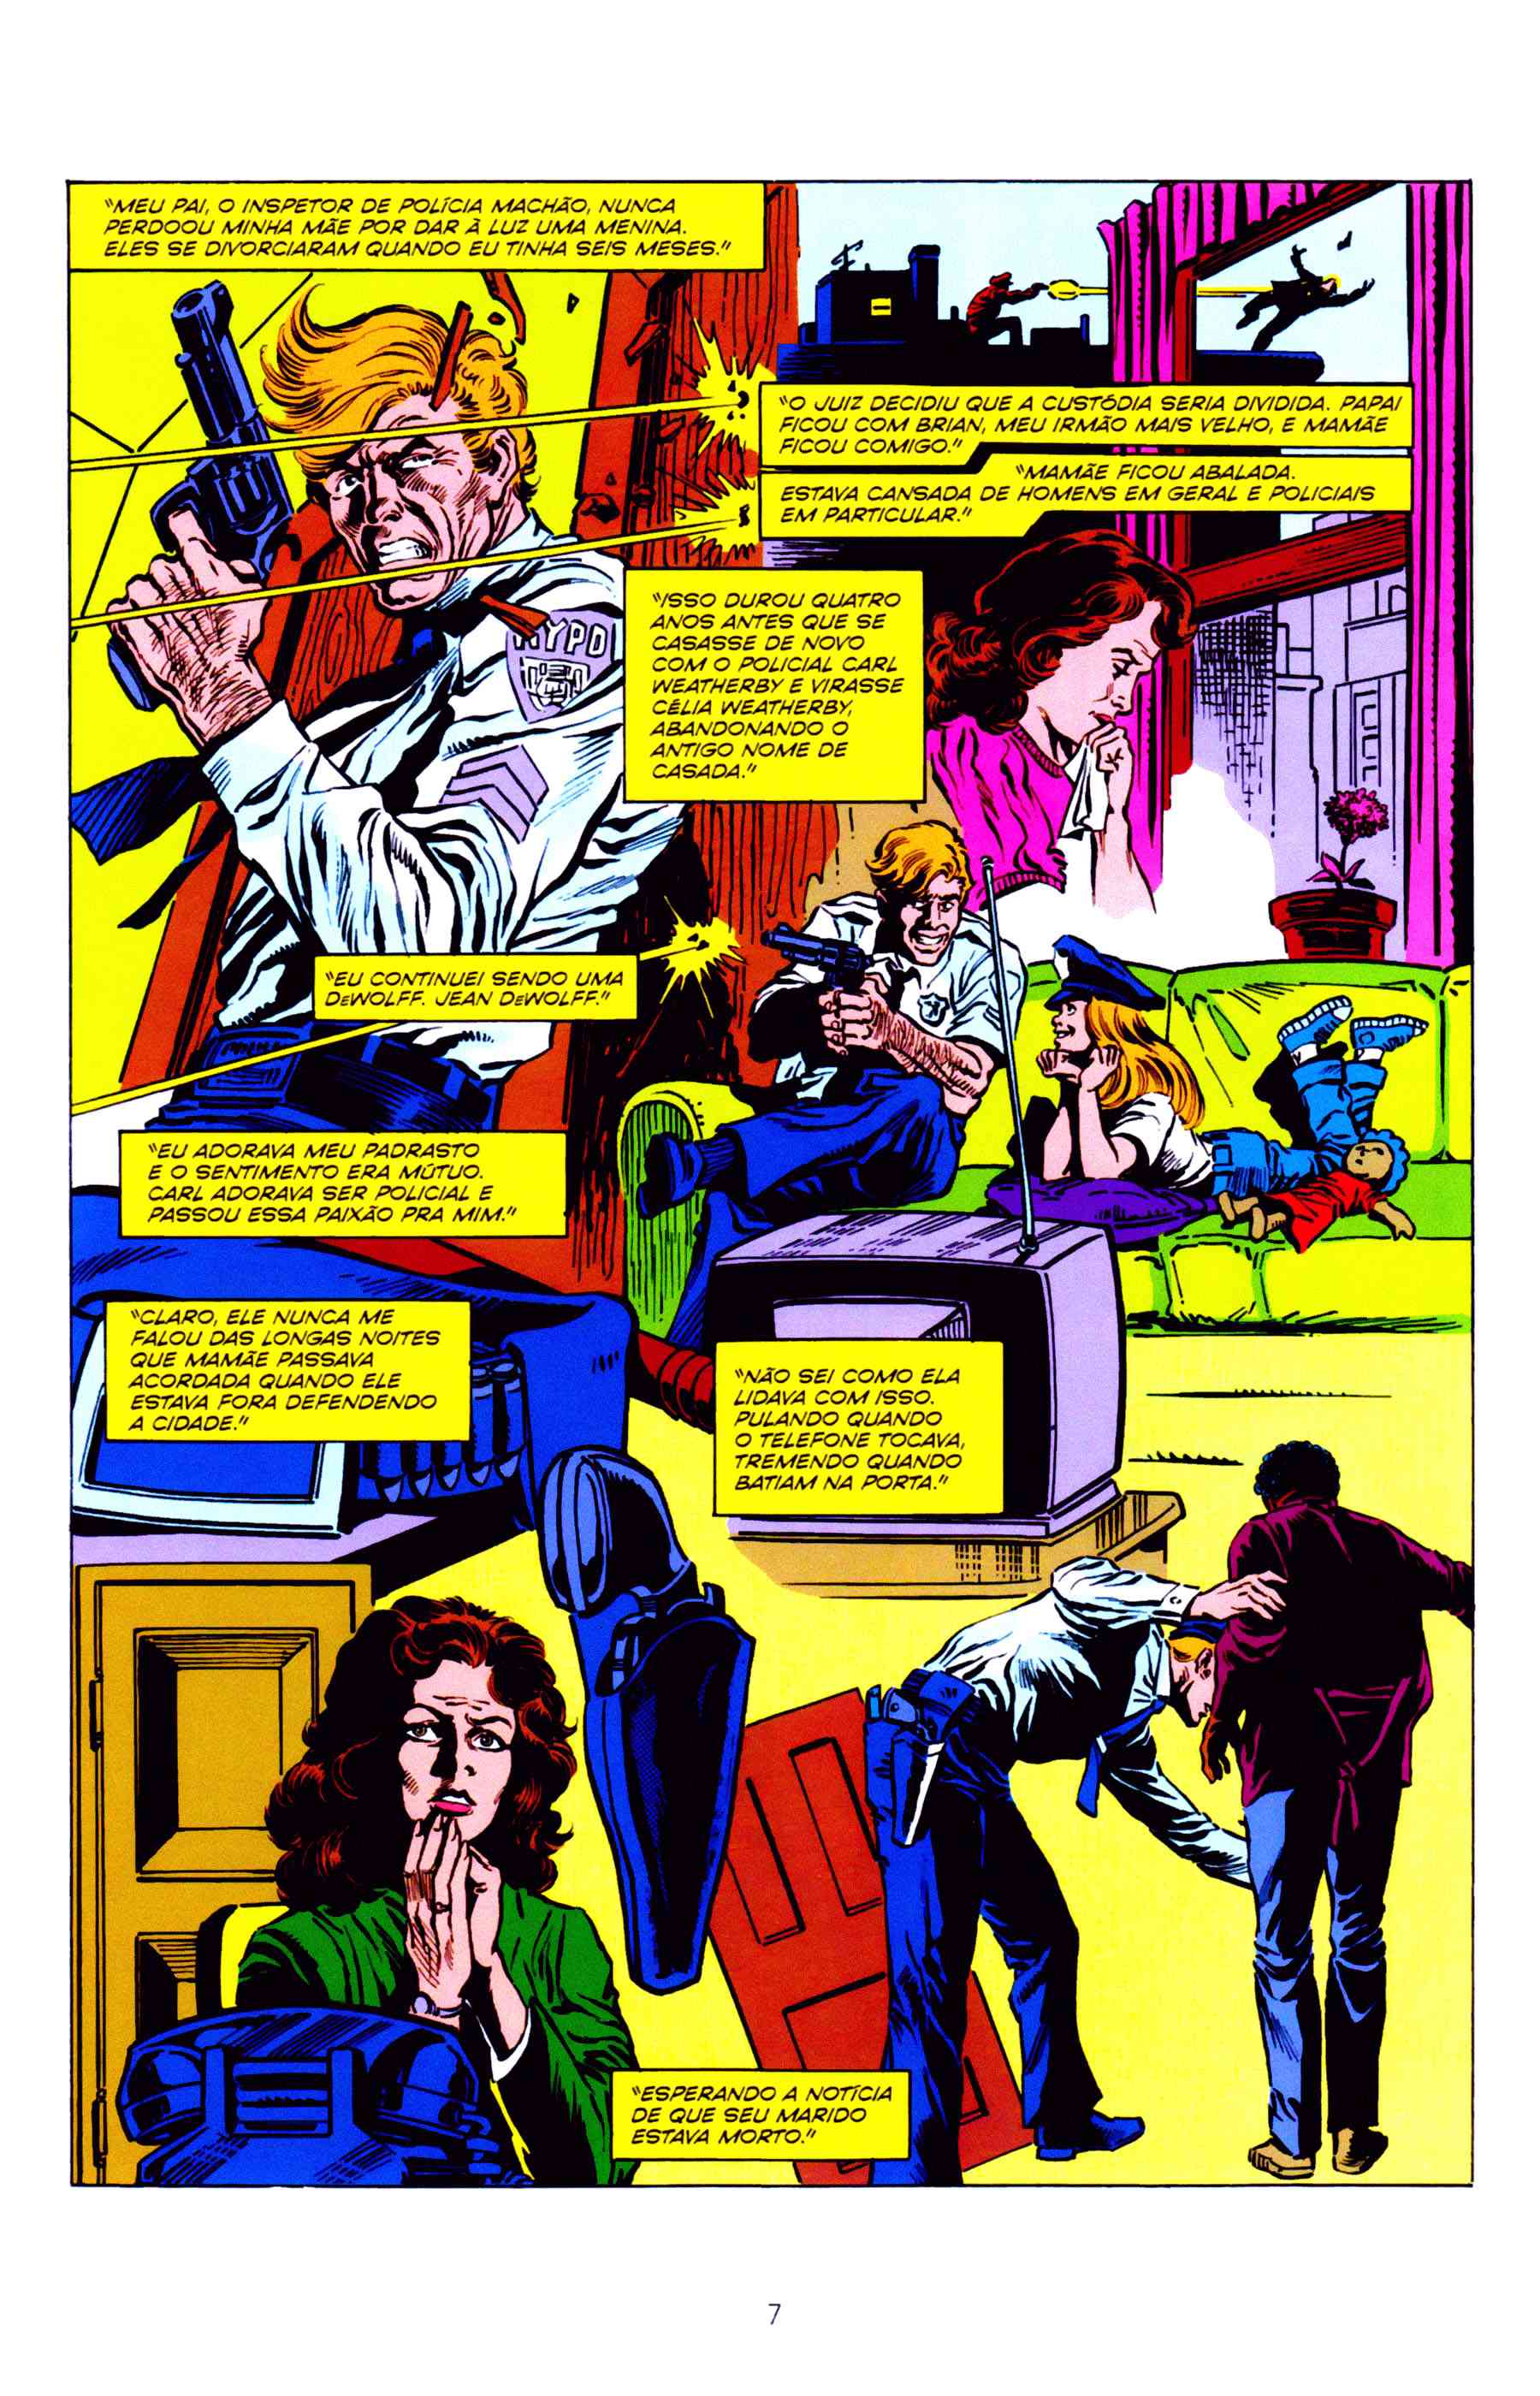 "MEU PAI, O INSPETOR DE POLÍCIA MACHÃO, NUNCA
PERDOOU MINHA MÃE POR DAR À LUZ UMA MENINA.
ELES SE DIVORCIARAM QUANDO EU TINHA SEIS MESES."
"O JUIZ DECIDIU QUE A CUSTÓDIA SERIA DIVIDIDA. PAPAI
FICOU COM BRIAN, MEU IRMÃO MAIS VELHO, E MAMÃE
FICOU COMIGO."
"MAMÃE FICOU ABALADA.
ESTAVA CANSADA DE HOMENS EM GERAL E POLICIAIS
EM PARTICULAR."
"ISSO DUROU QUATRO
ANOS ANTES QUE SE
CASASSE DE NOVO
COM O POLICIAL CARL
WEATHERBY E VIRASSE
CÉLIA WEATHERBY,
ABANDONANDO O
ANTIGO NOME DE
CASADA."
NYPD
"EU CONTINUEI SENDO UMA
DeWOLFF. JEAN DeWOLFF."
"EU ADORAVA MEU PADRASTO
E O SENTIMENTO ERA MÚTUO.
CARL ADORAVA SER POLICIAL E
PASSOU ESSA PAIXÃO PRA MIM."
"CLARO, ELE NUNCA ME
FALOU DAS LONGAS NOITES
QUE MAMÃE PASSAVA
ACORDADA QUANDO ELE
ESTAVA FORA DEFENDENDO
A CIDADE."
"NÃO SEI COMO ELA
LIDAVA COM ISSO.
PULANDO QUANDO
O TELEFONE TOCAVA,
TREMENDO QUANDO
BATIAM NA PORTA."
"ESPERANDO A NOTÍCIA
DE QUE SEU MARIDO
ESTAVA MORTO."
7